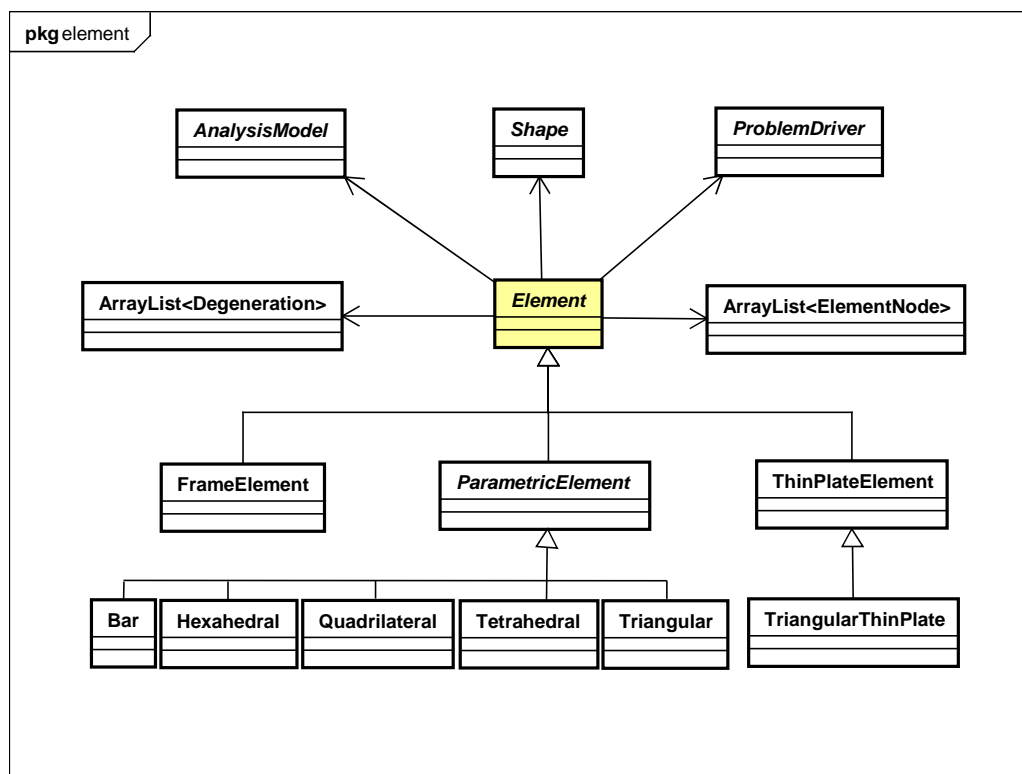 pkg element
AnalysisModel
Shape
ProblemDriver
ArrayList<Degeneration>
Element
ArrayList<ElementNode>
FrameElement
ParametricElement
ThinPlateElement
Bar
Hexahedral
Quadrilateral
Tetrahedral
Triangular
TriangularThinPlate